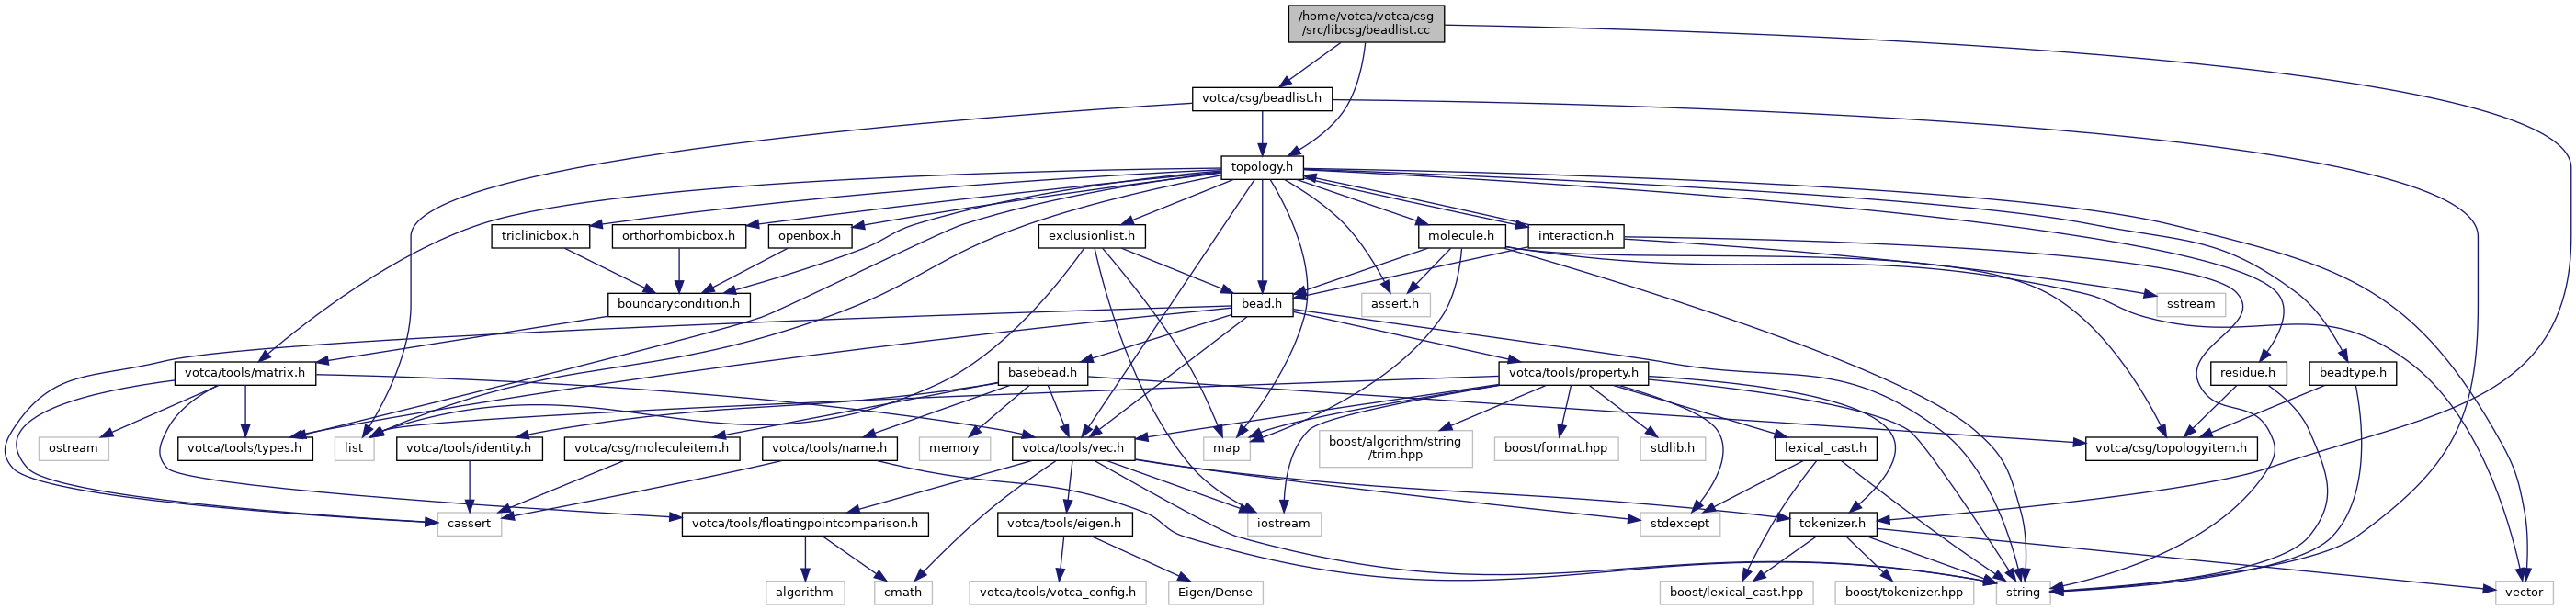 /home/votca/votca/csg
/src/libcsg/beadlist.cc
votca/csg/beadlist.h
topology.h
triclinicbox.h
orthorhombicbox.h
openbox.h
exclusionlist.h
molecule.h
interaction.h
boundarycondition.h
bead.h
assert.h
sstream
votca/tools/matrix.h
basebead.h
votca/tools/property.h
residue.h
beadtype.h
ostream
votca/tools/types.h
list
votca/tools/identity.h
votca/csg/moleculeitem.h
votca/tools/name.h
memory
votca/tools/vec.h
map
boost/algorithm/string
/trim.hpp
boost/format.hpp
stdlib.h
lexical_cast.h
votca/csg/topologyitem.h
cassert
votca/tools/floatingpointcomparison.h
votca/tools/eigen.h
iostream
stdexcept
tokenizer.h
algorithm
cmath
votca/tools/votca_config.h
Eigen/Dense
boost/lexical_cast.hpp
boost/tokenizer.hpp
string
vector